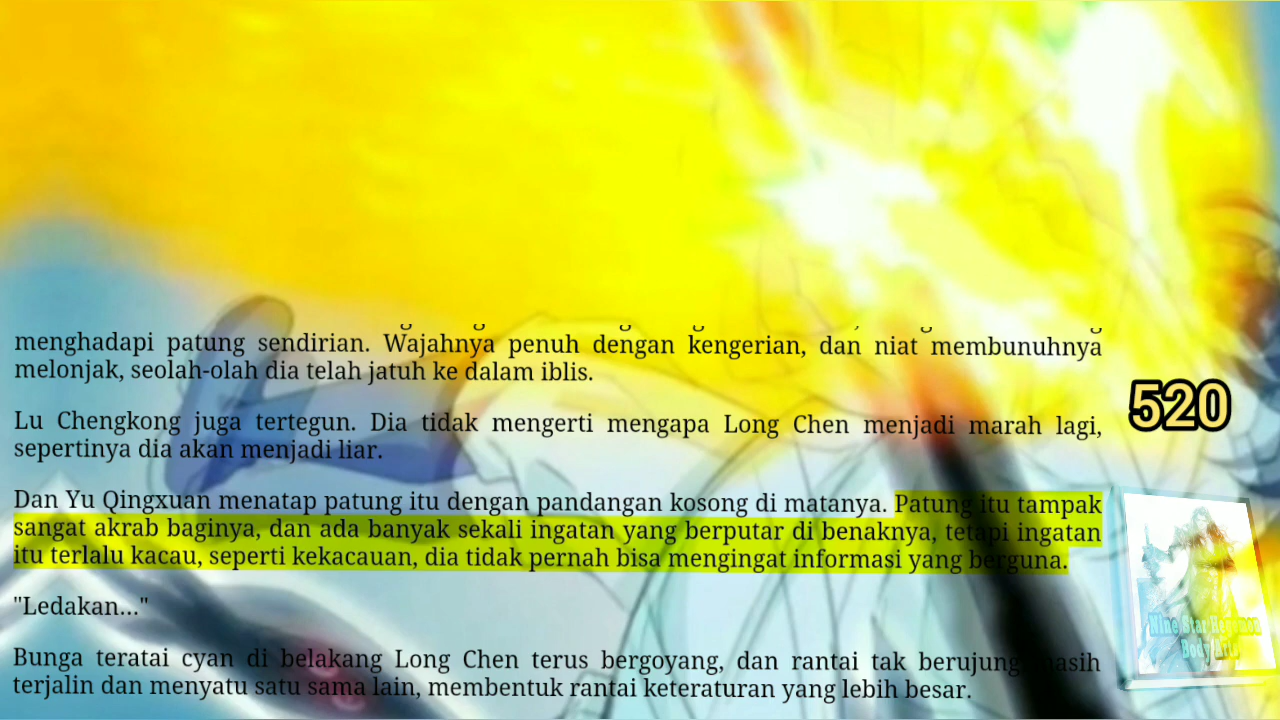 menghadapi patung sendirian. Wajahnya penuh dengan kengerian, dan niat membunuhnya
melonjak, seolah-olah dia telah jatuh ke dalam iblis.
Lu Chengkong juga tertegun. Dia tidak mengerti mengapa Long Chen menjadi marah lagi,
sepertinya dia akan menjadi liar.
Dan Yu Qingxuan menatap patung itu dengan pandangan kosong di matanya. Patung itu tampak
sangat akrab baginya, dan ada banyak sekali ingatan yang berputar di benaknya, tetapi ingatan
itu terlalu kacau, seperti kekacauan, dia tidak pernah bisa mengingat informasi yang berguna.
"Ledakan..."
Bunga teratai cyan di belakang Long Chen terus bergoyang, dan rantai tak berujung masih
terjalin dan menyatu satu sama lain, membentuk rantai keteraturan yang lebih besar.
520
Nine Star Hegemon
Body Arts